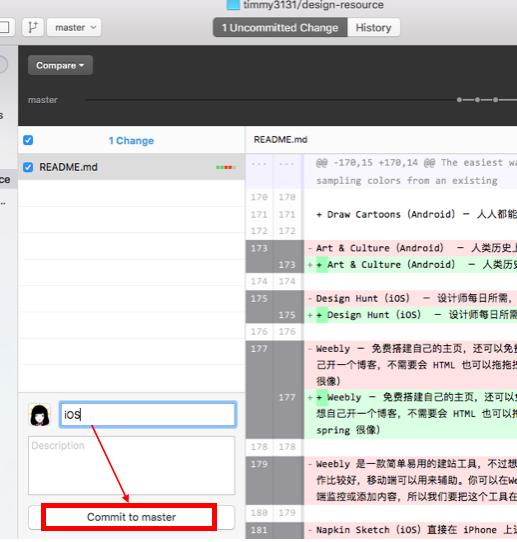 timmy3131/design-resource
master
1 Uncommitted Change
History
Compare
master
1 Change
README.md
README.md
... ... @@ -170,15 +170,14 @@ The easiest wa
sampling colors from an existing
170 170
171 171 + Draw Cartoons (Android) — 人人都能
172 172
173 - Art & Culture (Android) — 人类历史上
173 + + Art & Culture (Android) — 人类历史
174 174
175 - Design Hunt (iOS) — 设计师每日所需,
175 + + Design Hunt (iOS) — 设计师每日所需
176 176
177 - Weebly — 免费搭建自己的主页, 还可以免
己开一个博客, 不需要会 HTML 也可以拖拖拽
很像)
177 + + Weebly — 免费搭建自己的主页, 还可以
想自己开一个博客, 不需要会 HTML 也可以拖
spring 很像)
178 178
179 - Weebly 是一款简单易用的建站工具, 不过想
作比较好, 移动端可以用来辅助。你可以在We
端监控或添加内容, 所以我们要把这个工具在
180 179
181 - Napkin Sketch (iOS) 直接在 iPhone 上
iOS
Description
Commit to master